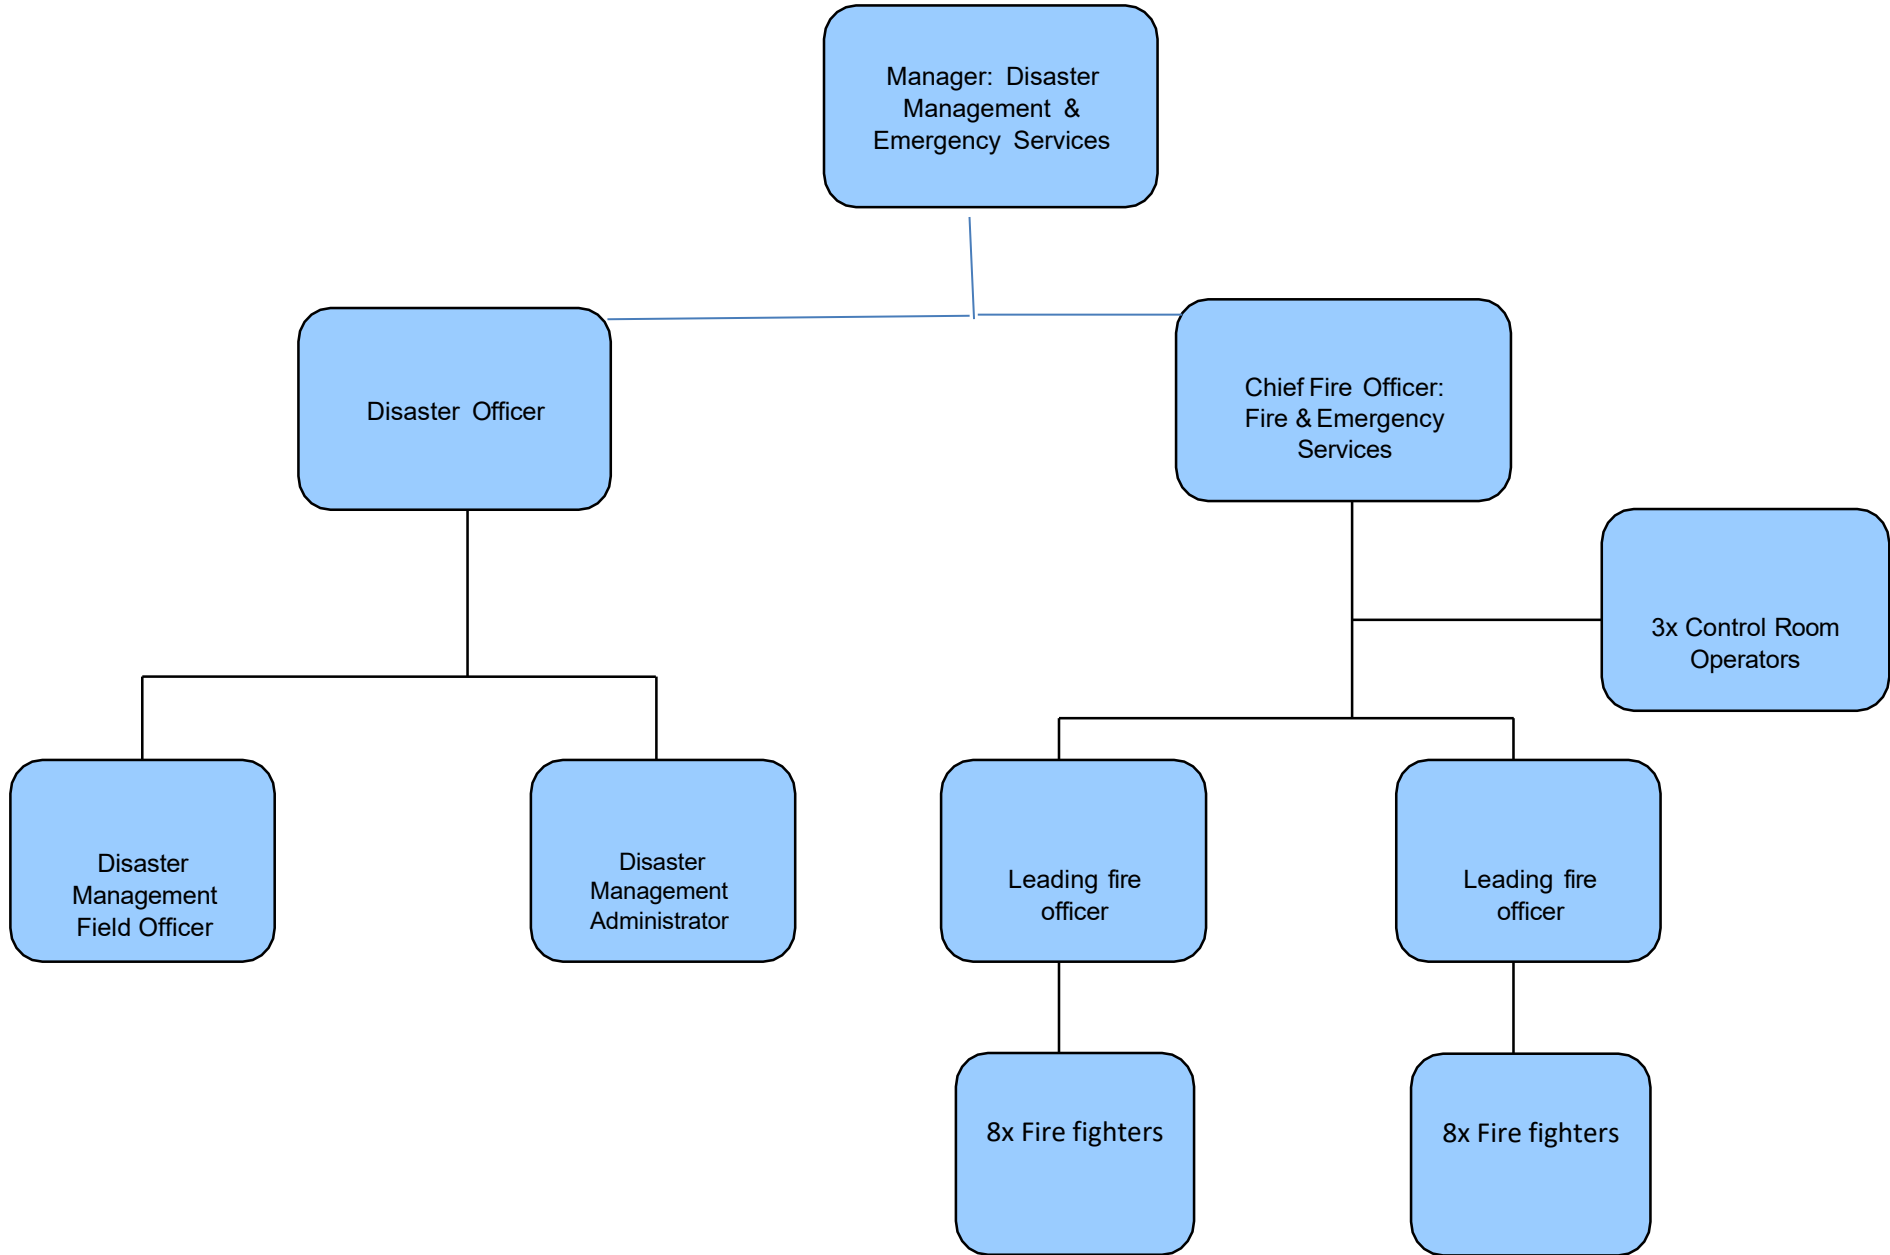 Manager: Disaster
Management &
Emergency Services
Disaster Officer
Chief Fire Officer:
Fire & Emergency
Services
3x Control Room
Operators
Disaster
Management
Field Officer
Disaster
Management
Administrator
Leading fire
officer
Leading fire
officer
8x Fire fighters
8x Fire fighters